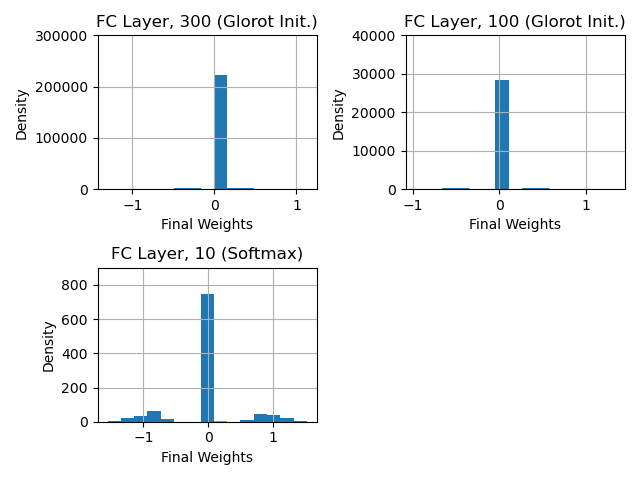 FC Layer, 300 (Glorot Init.)
300000
200000
100000
0
Density
−1 0 1
Final Weights
FC Layer, 100 (Glorot Init.)
40000
30000
20000
10000
0
Density
−1 0 1
Final Weights
FC Layer, 10 (Softmax)
800
600
400
200
0
Density
−1 0 1
Final Weights